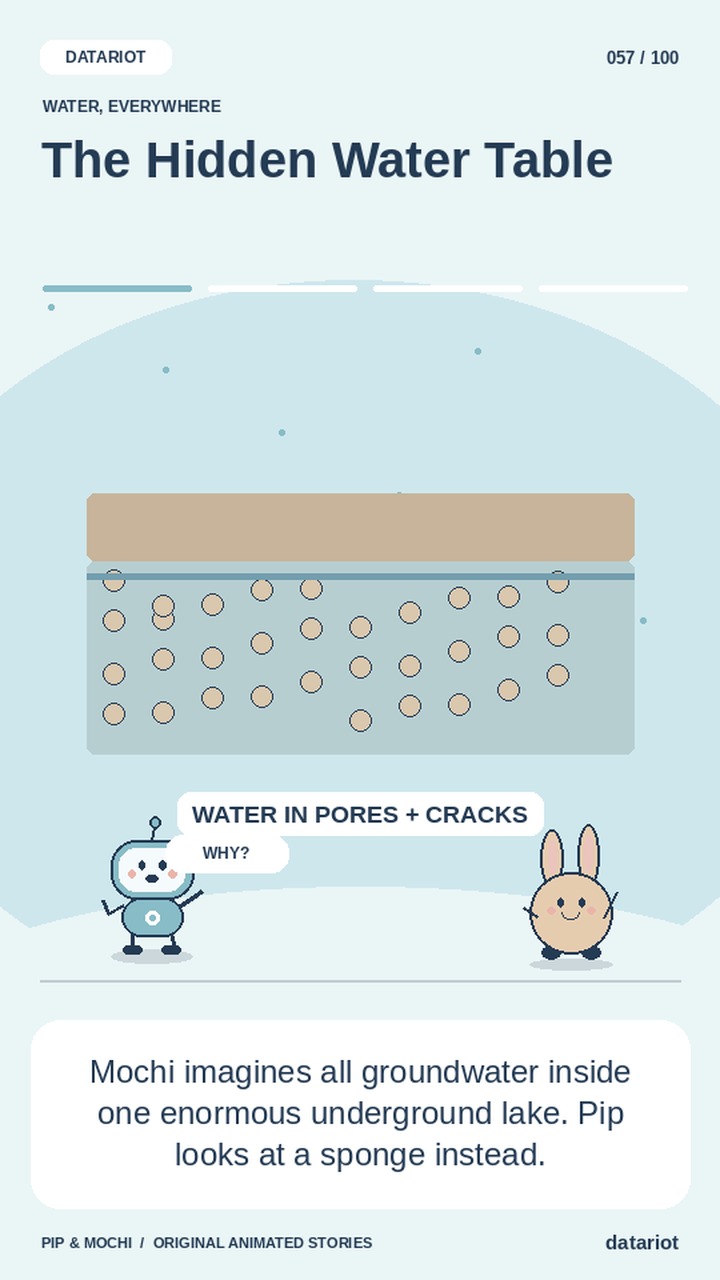 DATARIOT
057 / 100
WATER, EVERYWHERE
The Hidden Water Table
WATER IN PORES + CRACKS
WHY?
Mochi imagines all groundwater inside
one enormous underground lake. Pip
looks at a sponge instead.
PIP & MOCHI / ORIGINAL ANIMATED STORIES
datariot